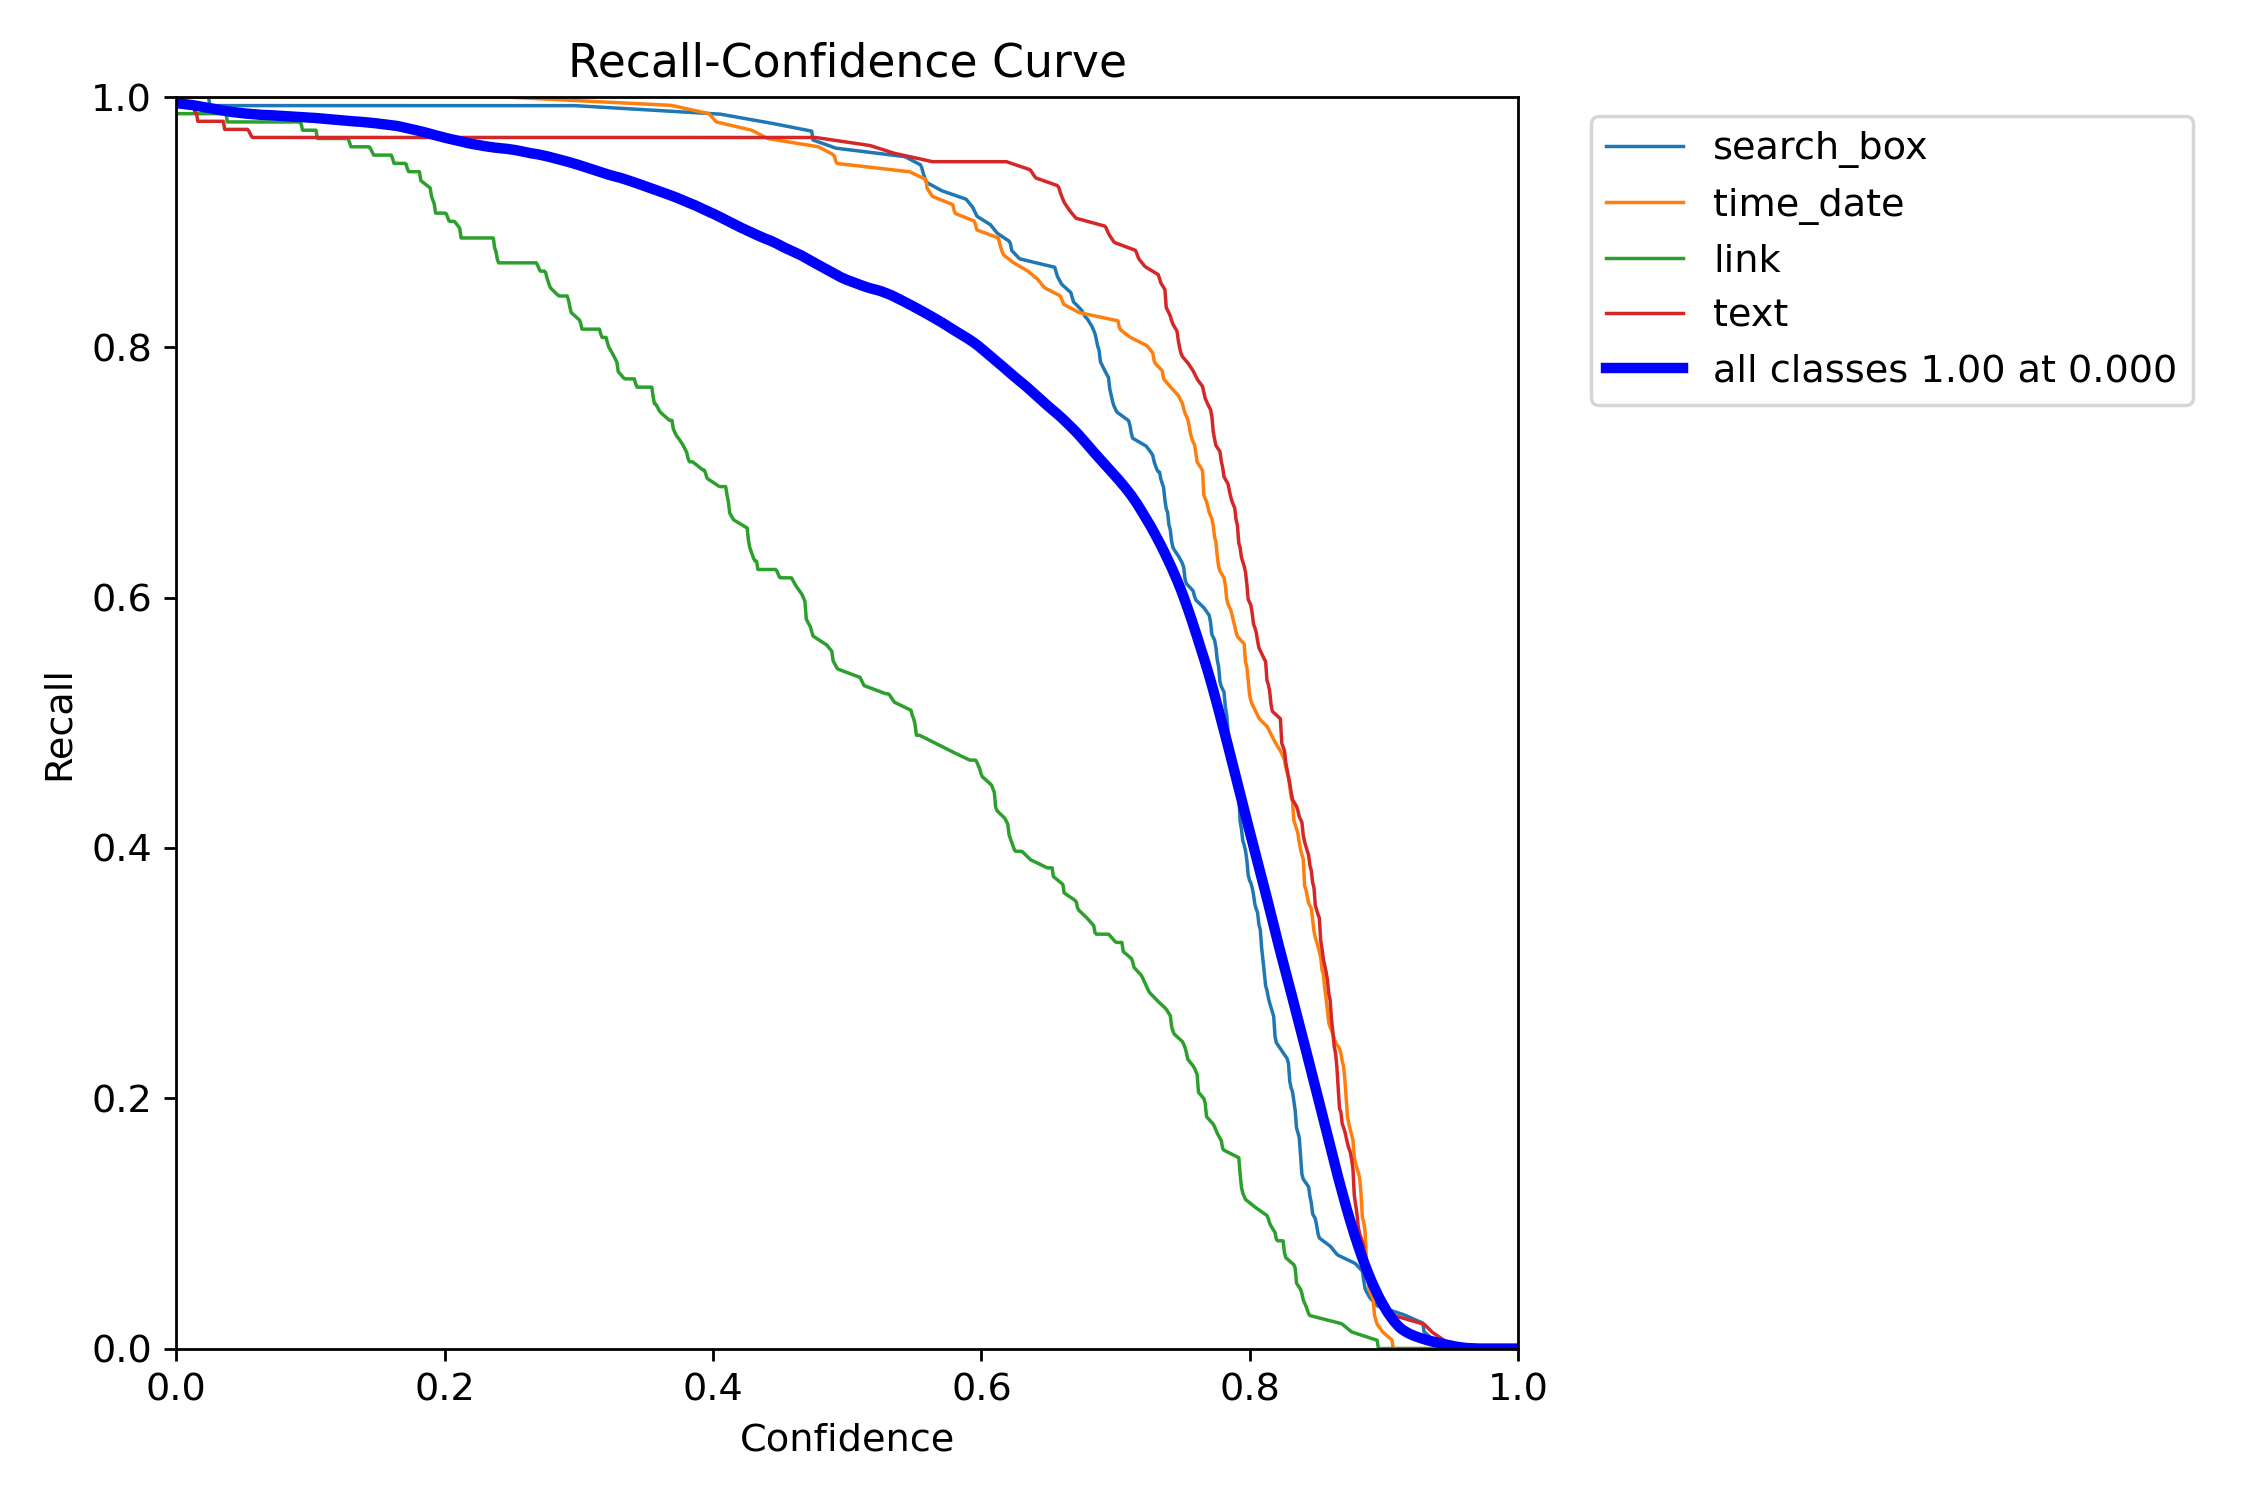 Recall-Confidence Curve
1.0
0.8
0.6
0.4
0.2
0.0
Recall
0.0 0.2 0.4 0.6 0.8 1.0
Confidence
search_box
time_date
link
text
all classes 1.00 at 0.000